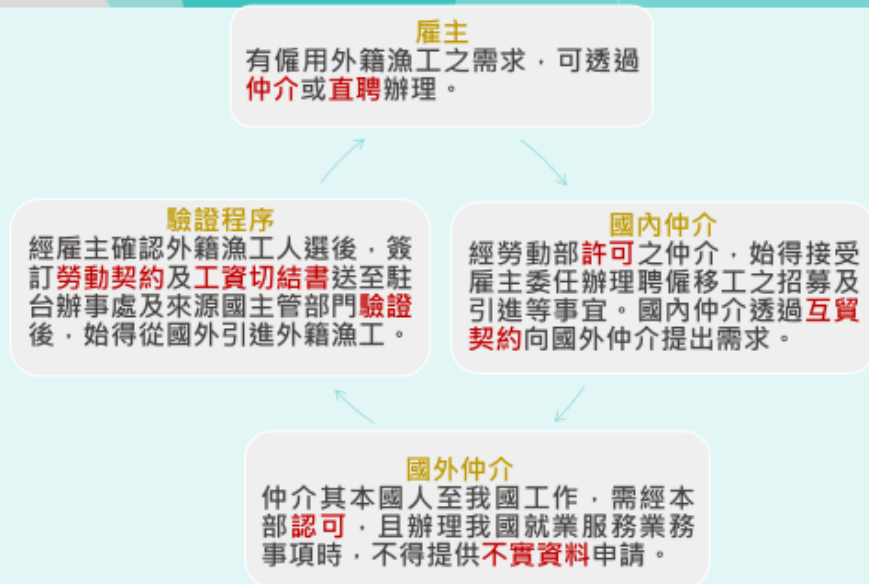 雇主
有僱用外籍漁工之需求，可透過
仲介或直聘辦理。
國內仲介
經勞動部許可之仲介，始得接受
雇主委任辦理聘僱移工之招募及
引進等事宜。國內仲介透過互貿
契約向國外仲介提出需求。
國外仲介
仲介其本國人至我國工作，需經本
部認可，且辦理我國就業服務業務
事項時，不得提供不實資料申請。
驗證程序
經雇主確認外籍漁工人選後，簽
訂勞動契約及工資切結書送至駐
台辦事處及來源國主管部門驗證
後，始得從國外引進外籍漁工。